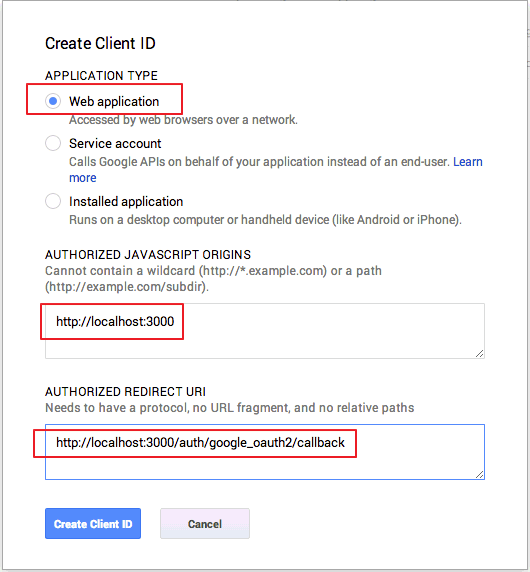 Create Client ID
APPLICATION TYPE
Web application
Accessed by web browsers over a network.
Service account
Calls Google APIs on behalf of your application instead of an end-user. Learn
more
Installed application
Runs on a desktop computer or handheld device (like Android or iPhone).
AUTHORIZED JAVASCRIPT ORIGINS
Cannot contain a wildcard (http://*.example.com) or a path
(http://example.com/subdir).
http://localhost:3000
AUTHORIZED REDIRECT URI
Needs to have a protocol, no URL fragment, and no relative paths
http://localhost:3000/auth/google_oauth2/callback
Create Client ID
Cancel